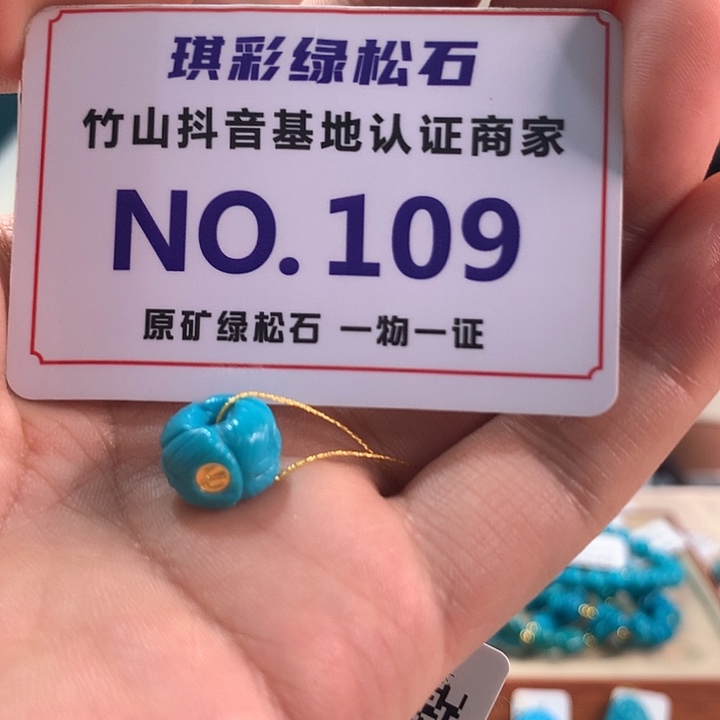 琪彩绿松石
竹山抖音基地认证商家
NO.109
原矿绿松石 一物一证